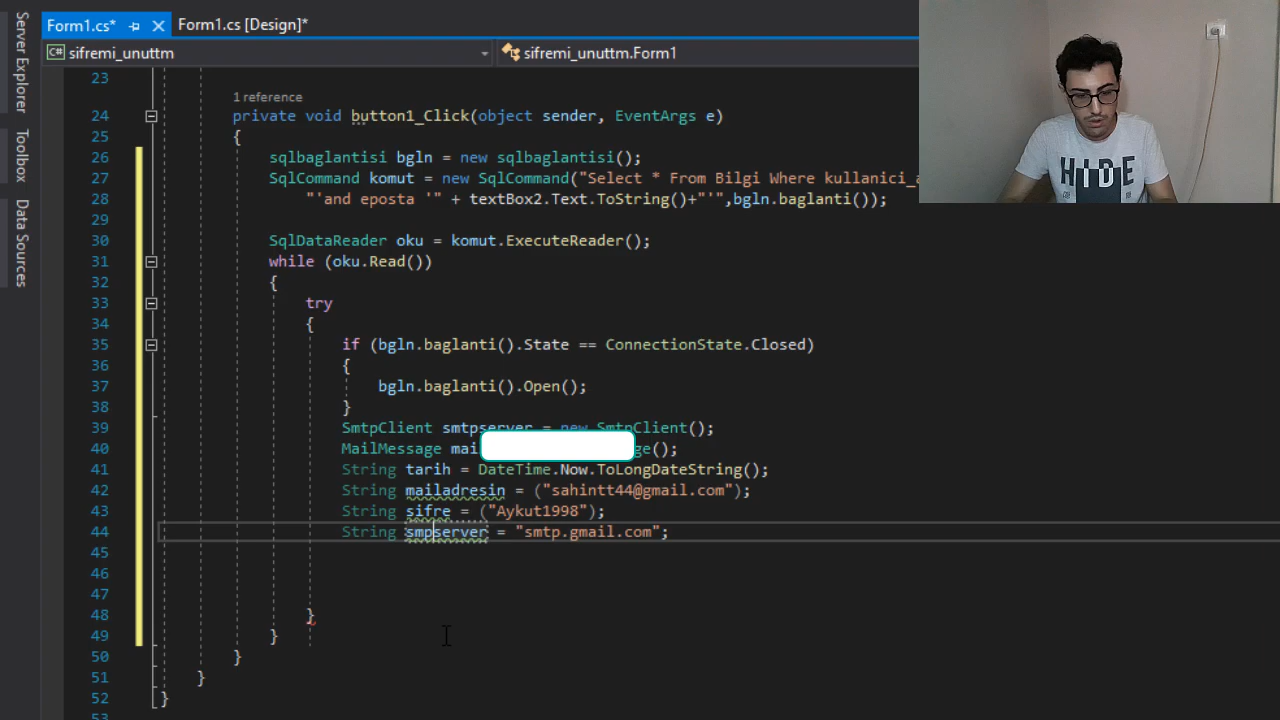 Form1.cs*
Form1.cs [Design]*
Server Explorer
Toolbox
Data Sources
C# sifremi_unuttm
sifremi_unuttm.Form1
HIDE
23
1 reference
24 private void button1_Click(object sender, EventArgs e)
25 {
26 sqlbaglantisi bgln = new sqlbaglantisi();
27 SqlCommand komut = new SqlCommand("Select * From Bilgi Where kullanici_a
28 "'and eposta '" + textBox2.Text.ToString()+"'",bgln.baglanti());
29
30 SqlDataReader oku = komut.ExecuteReader();
31 while (oku.Read())
32 {
33 try
34 {
35 if (bgln.baglanti().State == ConnectionState.Closed)
36 {
37 bgln.baglanti().Open();
38 }
39 SmtpClient smtpserver = new SmtpClient();
40 MailMessage mai ge();
41 String tarih = DateTime.Now.ToLongDateString();
42 String mailadresin = ("sahintt44@gmail.com");
43 String sifre = ("Aykut1998");
44 String smpserver = "smtp.gmail.com";
45
46
47
48 }
49 }
50 }
51 }
52 }
53